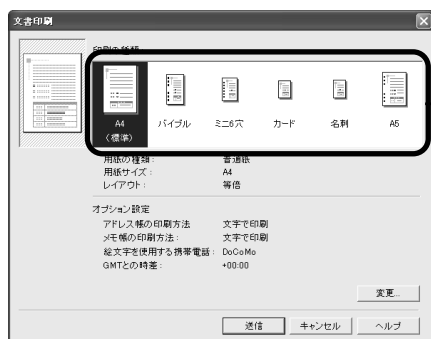 文書印刷
印刷の種類
A4
(標準)
バイブル
ミニ6穴
カード
名刺
A5
用紙の種類: 普通紙
用紙サイズ: A4
レイアウト: 等倍
オプション設定
アドレス帳の印刷方法 文字で印刷
メモ帳の印刷方法: 文字で印刷
絵文字を使用する携帯電話: DoCoMo
GMTとの時差: +00:00
変更...
送信
キャンセル
ヘルプ